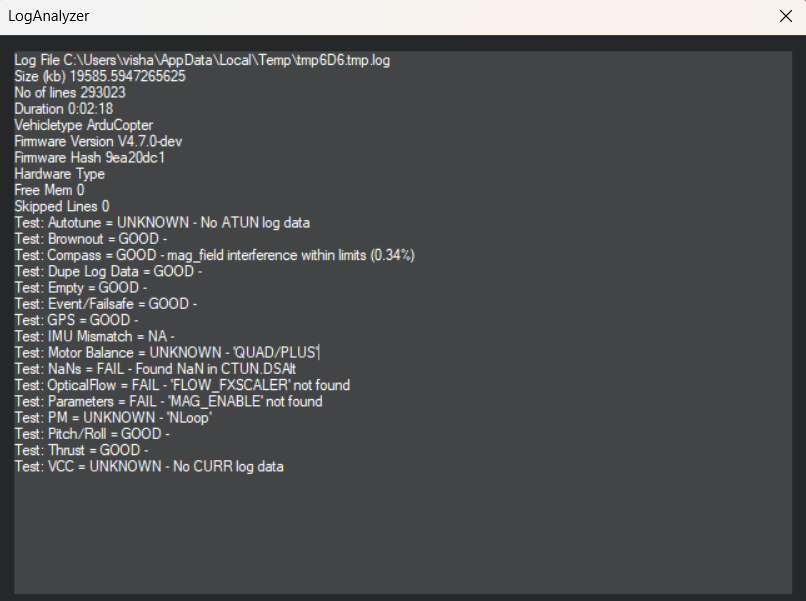 LogAnalyzer
Log File C:\Users\visha\AppData\Local\Temp\tmp6D6.tmp.log
Size (kb) 19585.5947265625
No of lines 293023
Duration 0:02:18
Vehicletype ArduCopter
Firmware Version V4.7.0-dev
Firmware Hash 9ea20dc1
Hardware Type
Free Mem 0
Skipped Lines 0
Test: Autotune = UNKNOWN - No ATUN log data
Test: Brownout = GOOD -
Test: Compass = GOOD - mag_field interference within limits (0.34%)
Test: Dupe Log Data = GOOD -
Test: Empty = GOOD -
Test: Event/Failsafe = GOOD -
Test: GPS = GOOD -
Test: IMU Mismatch = NA -
Test: Motor Balance = UNKNOWN - 'QUAD/PLUS'
Test: NaNs = FAIL - Found NaN in CTUN.DSAlt
Test: OpticalFlow = FAIL - 'FLOW_FXSCALER' not found
Test: Parameters = FAIL - 'MAG_ENABLE' not found
Test: PM = UNKNOWN - 'NLoop'
Test: Pitch/Roll = GOOD -
Test: Thrust = GOOD -
Test: VCC = UNKNOWN - No CURR log data